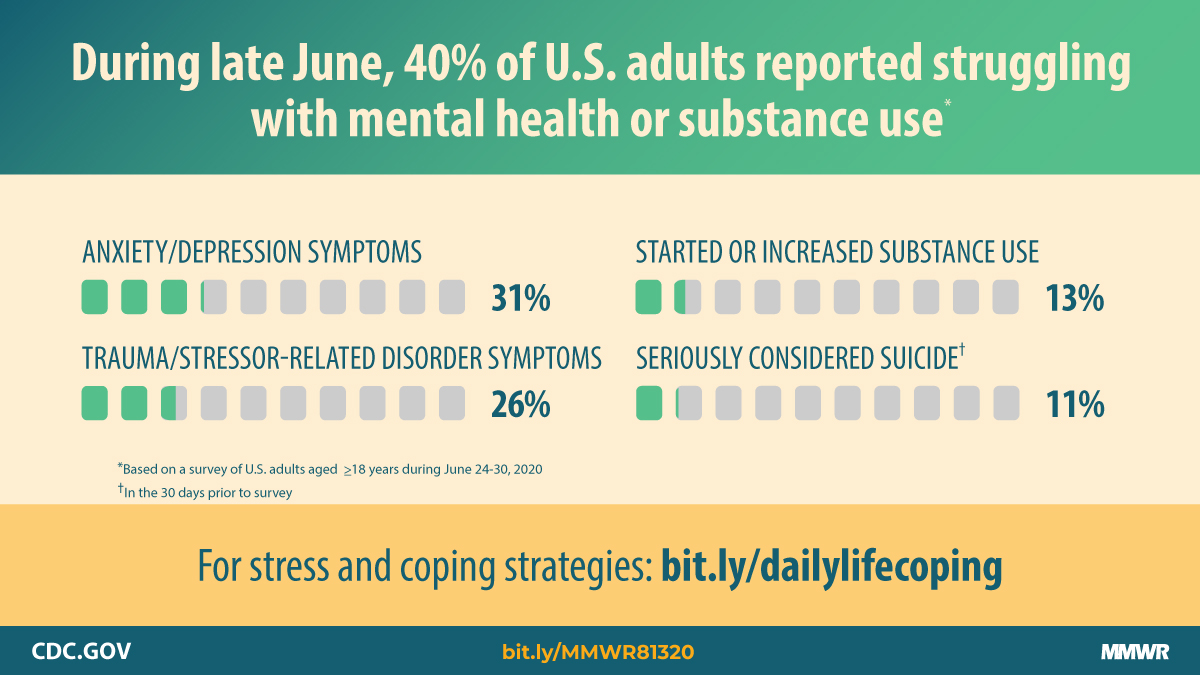 During late June, 40% of U.S. adults reported struggling
with mental health or substance use*
ANXIETY/DEPRESSION SYMPTOMS
31%
TRAUMA/STRESSOR-RELATED DISORDER SYMPTOMS
26%
STARTED OR INCREASED SUBSTANCE USE
13%
SERIOUSLY CONSIDERED SUICIDE†
11%
*Based on a survey of U.S. adults aged ≥18 years during June 24-30, 2020
†In the 30 days prior to survey
For stress and coping strategies: bit.ly/dailylifecoping
CDC.GOV
bit.ly/MMWR81320
MMWR